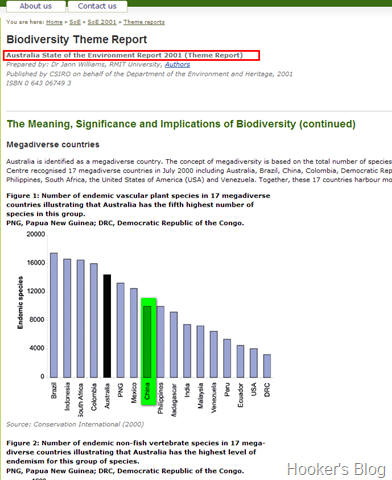 About us
Contact us
You are here: Home » SoE » SoE 2001 » Theme reports
Biodiversity Theme Report
Australia State of the Environment Report 2001 (Theme Report)
Prepared by: Dr Jann Williams, RMIT University, Authors
Published by CSIRO on behalf of the Department of the Environment and Heritage, 2001
ISBN 0 643 06749 3
The Meaning, Significance and Implications of Biodiversity (continued)
Megadiverse countries
Australia is identified as a megadiverse country. The concept of megadiversity is based on the total number of species
Centre recognised 17 megadiverse countries in July 2000 including Australia, Brazil, China, Colombia, Democratic Rep
Philippines, South Africa, the United States of America (USA) and Venezuela. Together, these 17 countries harbour mo
Figure 1: Number of endemic vascular plant species in 17 megadiverse
countries illustrating that Australia has the fifth highest number of
species in this group.
PNG, Papua New Guinea; DRC, Democratic Republic of the Congo.
20000
16000
12000
8000
4000
0
Endemic species
Brazil
Indonesia
South Africa
Colombia
Australia
PNG
Mexico
China
Philippines
Madagascar
India
Malaysia
Venezuela
Peru
Ecuador
USA
DRC
Source: Conservation International (2000)
Figure 2: Number of endemic non-fish vertebrate species in 17 mega-
diverse countries illustrating that Australia has the highest level of
endemism for this group of species.
PNG, Papua New Guinea; DRC, Democratic Republic of the Congo.
Hooker's Blog